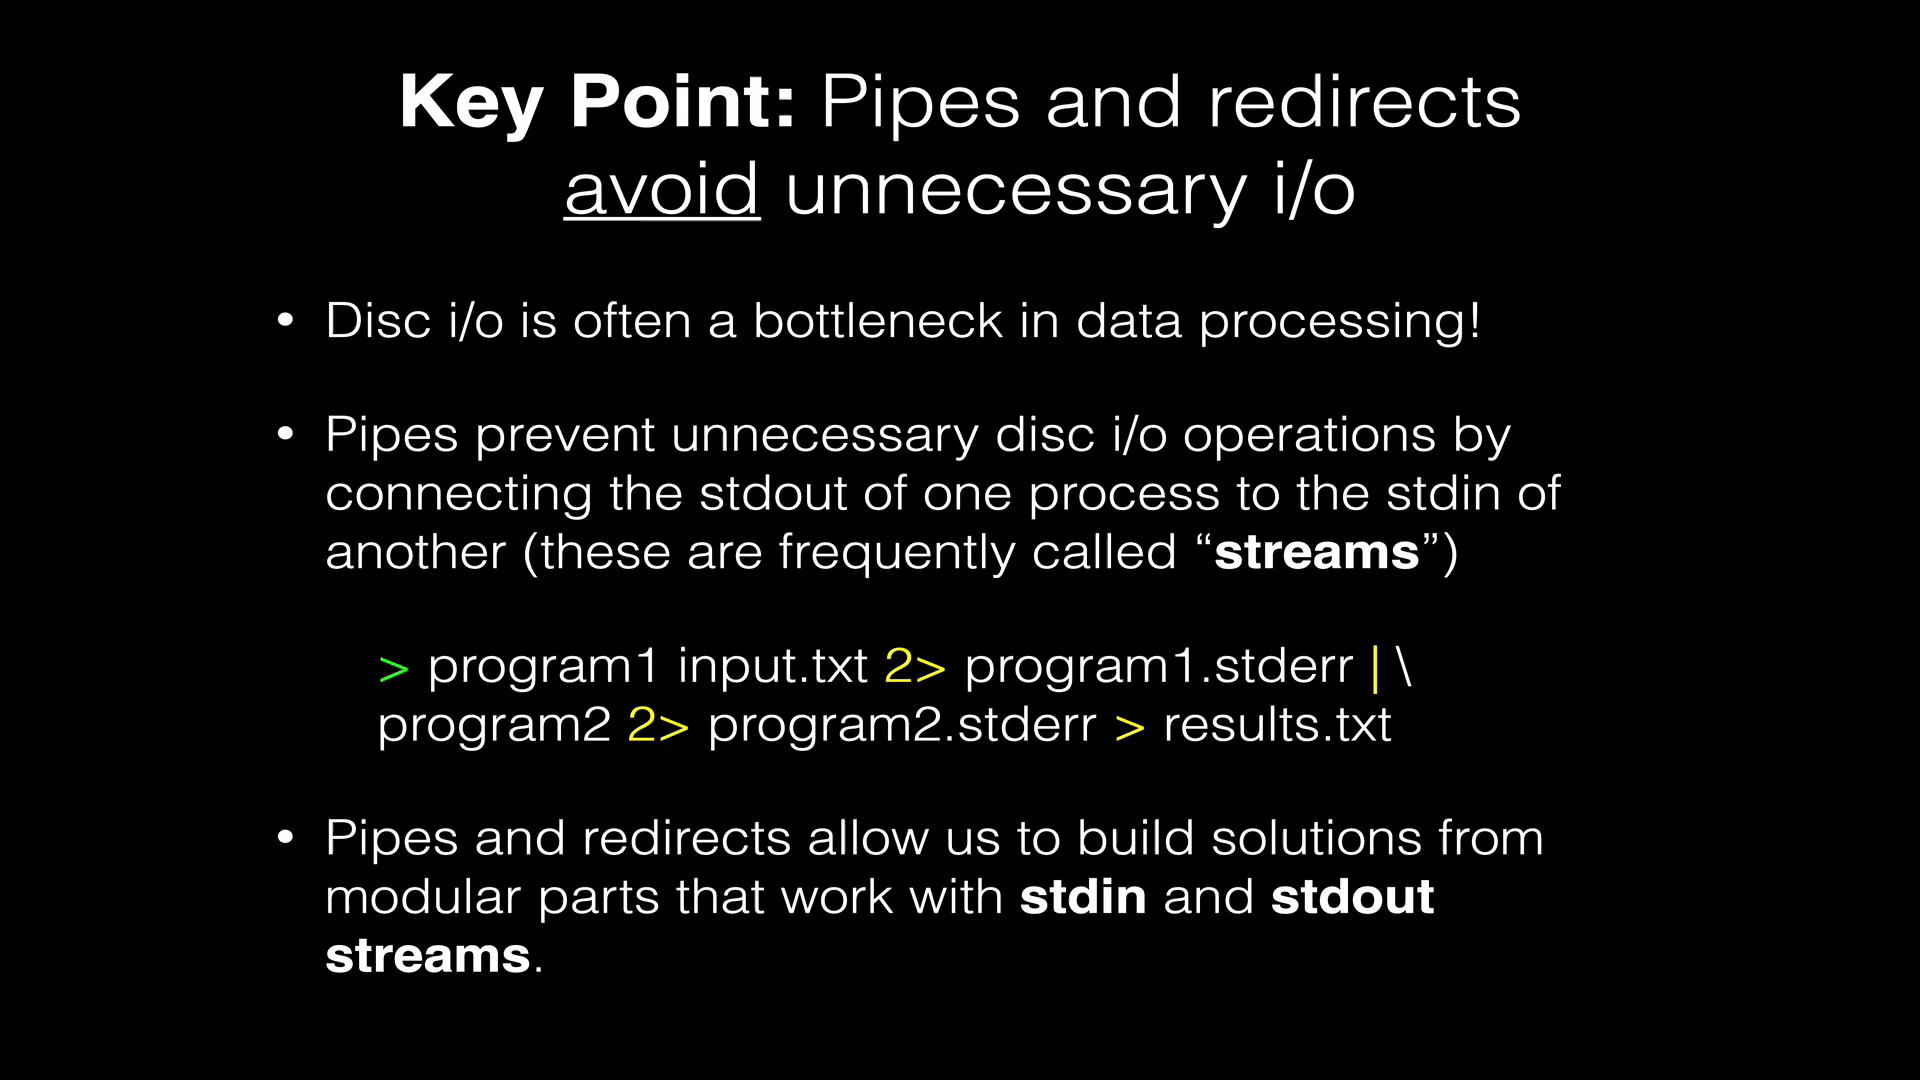 Key Point: Pipes and redirects
avoid unnecessary i/o
• Disc i/o is often a bottleneck in data processing!
• Pipes prevent unnecessary disc i/o operations by
connecting the stdout of one process to the stdin of
another (these are frequently called “streams”)
> program1 input.txt 2> program1.stderr | \
program2 2> program2.stderr > results.txt
• Pipes and redirects allow us to build solutions from
modular parts that work with stdin and stdout
streams.